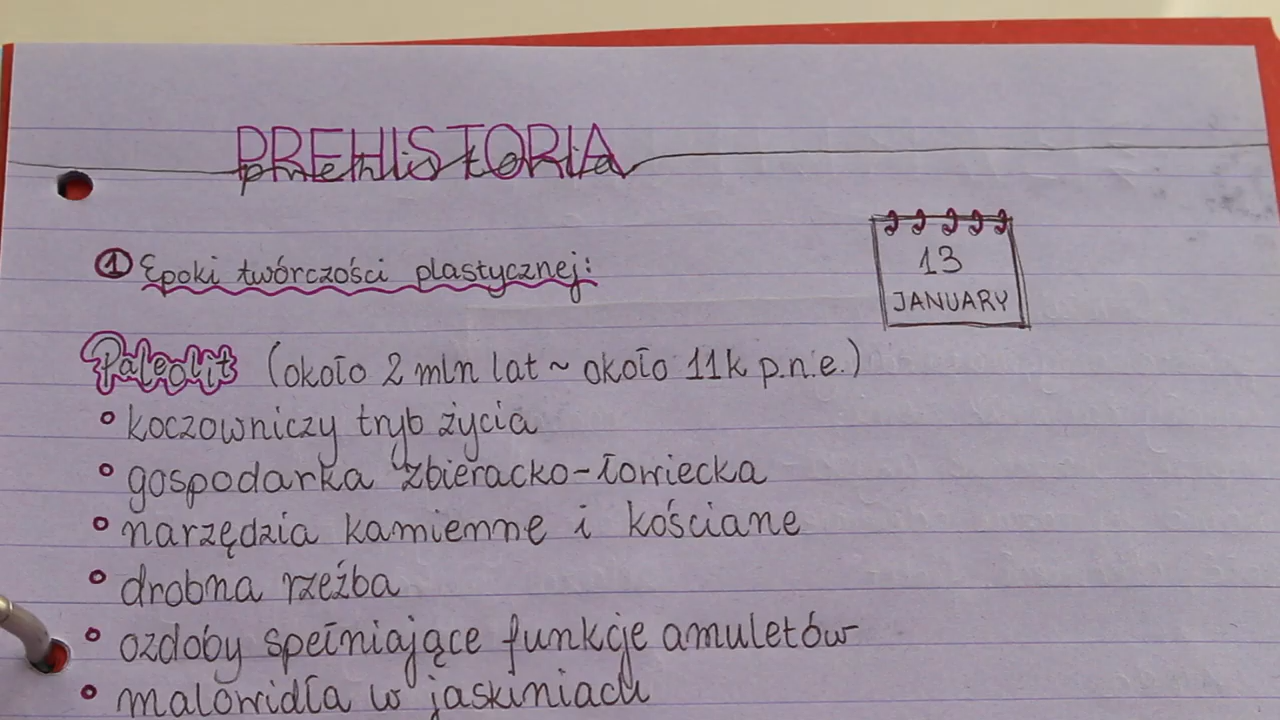 PREHISTORIA
prehistoria
13
JANUARY
① Epoki twórczości plastycznej:
Paleolit (około 2 mln lat ~ około 11k p.n.e.)
• koczowniczy tryb życia
• gospodarka zbieracko-łowiecka
• narzędzia kamienne i kościane
• drobna rzeźba
• ozdoby spełniające funkcje amuletów
• malowidła w jaskiniach